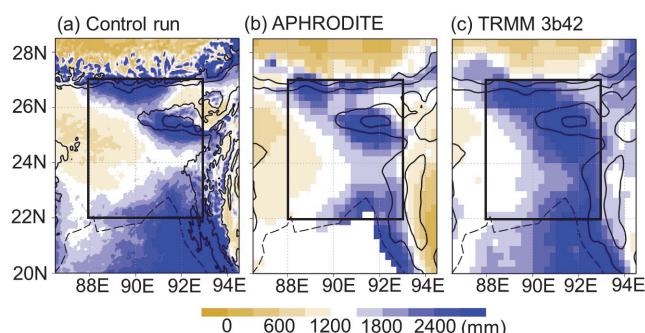 (a) Control run (b) APHRODITE (c) TRMM 3b42
28N
26N
24N
22N
20N
88E 90E 92E 94E 88E 90E 92E 94E 88E 90E 92E 94E
0 600 1200 1800 2400 (mm)